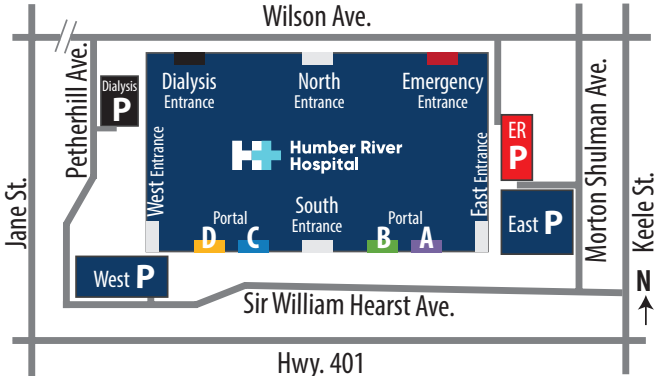 Wilson Ave.
Jane St.
Petherhill Ave.
Dialysis
P
Dialysis
Entrance
North
Entrance
Emergency
Entrance
ER
P
Morton Shulman Ave.
Keele St.
Humber River
Hospital
West Entrance
East Entrance
South
Entrance
Portal
D C
Portal
B A
East P
West P
Sir William Hearst Ave.
N
Hwy. 401